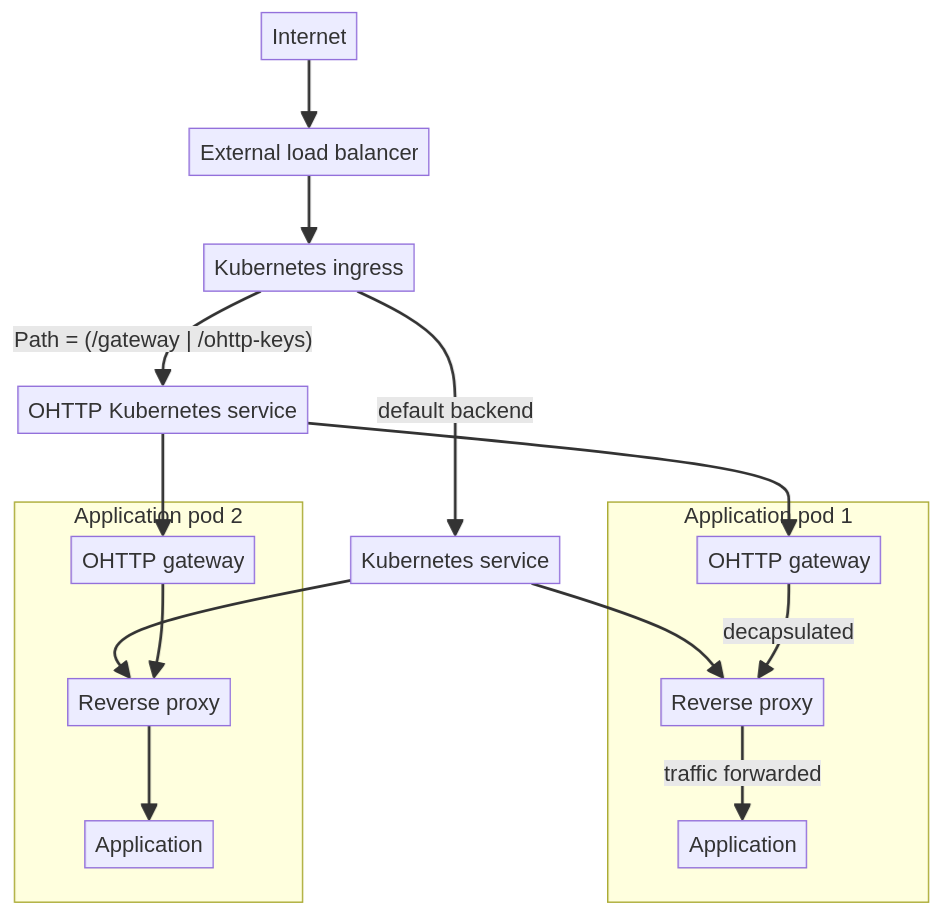 Internet
External load balancer
Kubernetes ingress
Path = (/gateway | /ohttp-keys)
OHTTP Kubernetes service
default backend
Application pod 2
Application pod 1
OHTTP gateway
Kubernetes service
OHTTP gateway
decapsulated
Reverse proxy
Reverse proxy
traffic forwarded
Application
Application